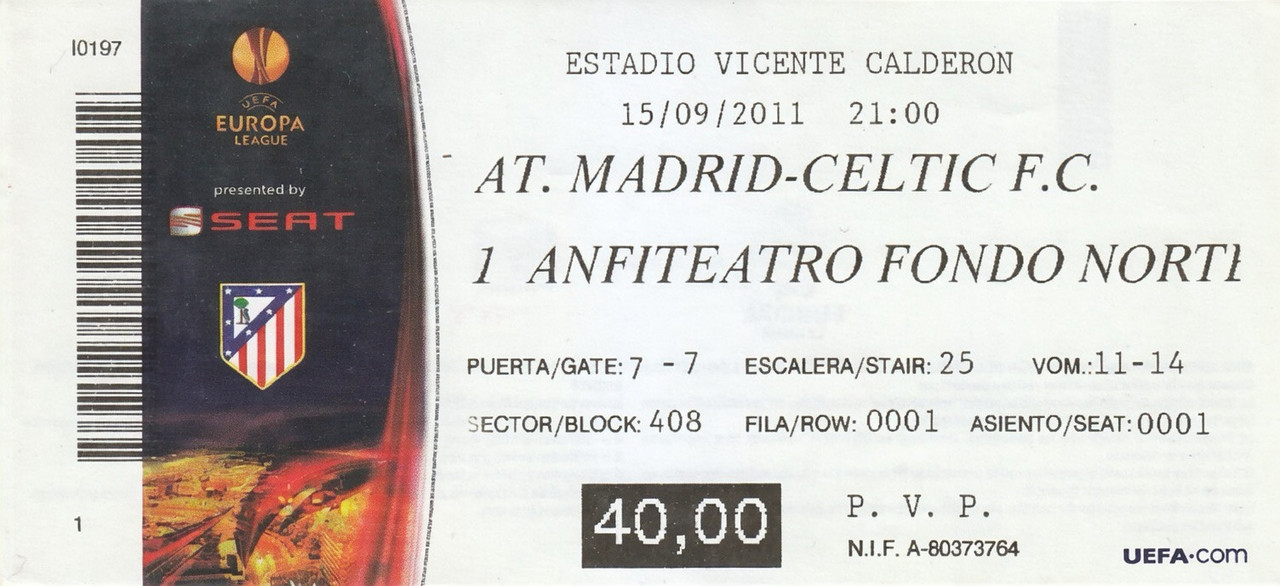 I0197
UEFA
EUROPA
LEAGUE
presented by
SEAT
1
ESTADIO VICENTE CALDERON
15/09/2011 21:00
AT. MADRID-CELTIC F.C.
1 ANFITEATRO FONDO NORT
PUERTA/GATE: 7 -7 ESCALERA/STAIR: 25 VOM.:11-14
SECTOR/BLOCK: 408 FILA/ROW: 0001 ASIENTO/SEAT: 0001
40,00 P. V. P.
N.I.F. A-80373764
UEFA.com